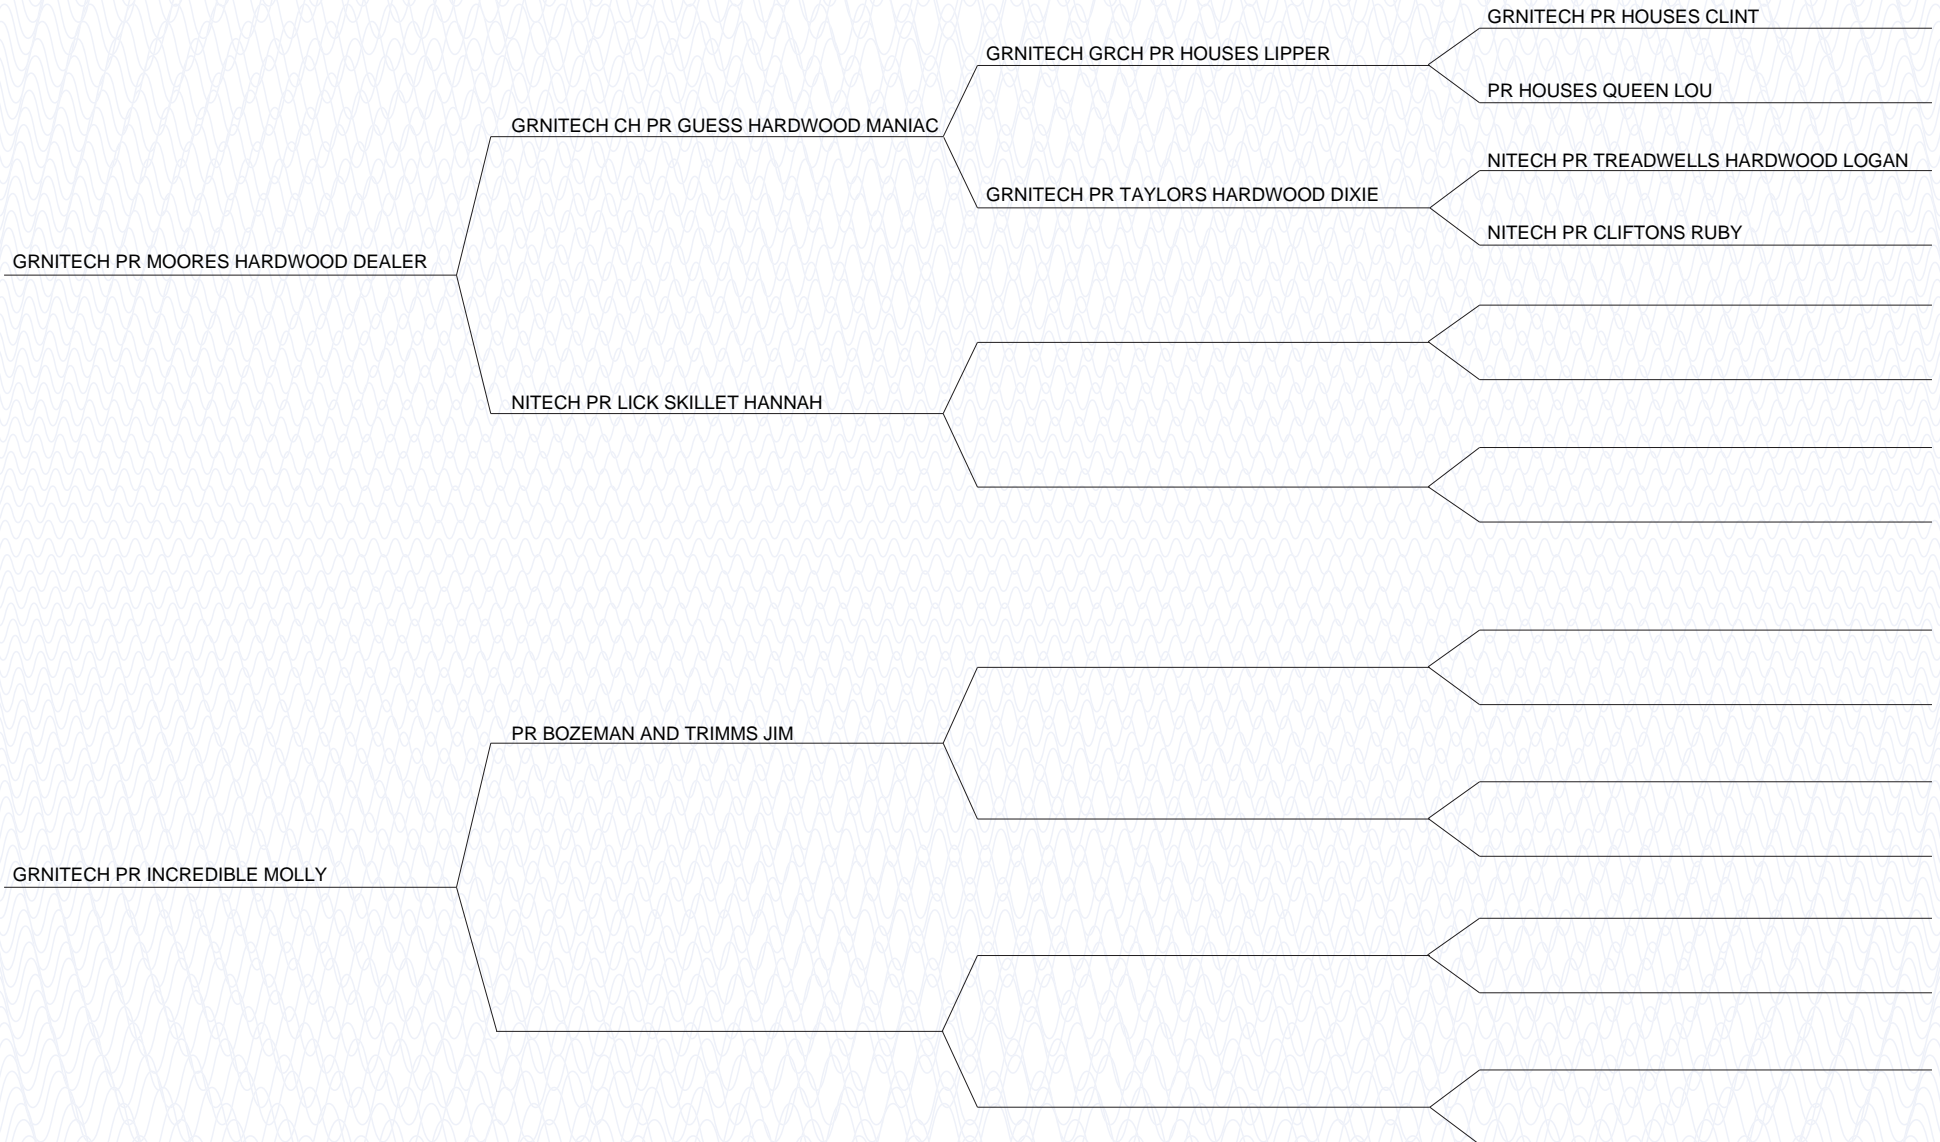 GRNITECH PR HOUSES CLINT
GRNITECH GRCH PR HOUSES LIPPER
PR HOUSES QUEEN LOU
GRNITECH CH PR GUESS HARDWOOD MANIAC
NITECH PR TREADWELLS HARDWOOD LOGAN
GRNITECH PR TAYLORS HARDWOOD DIXIE
NITECH PR CLIFTONS RUBY
GRNITECH PR MOORES HARDWOOD DEALER
NITECH PR LICK SKILLET HANNAH
PR BOZEMAN AND TRIMMS JIM
GRNITECH PR INCREDIBLE MOLLY